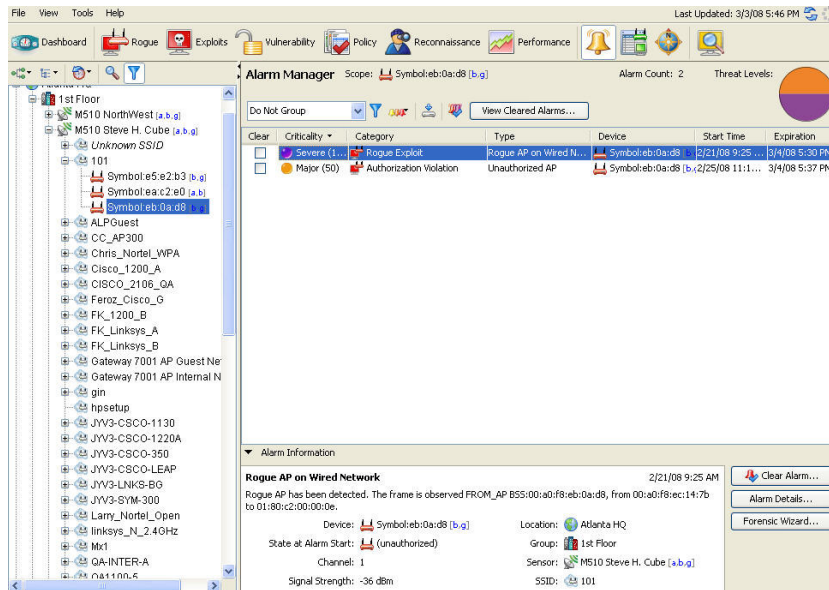 File View Tools Help Last Updated: 3/3/08 5:46 PM
Dashboard Rogue Exploits Vulnerability Policy Reconnaissance Performance
1st Floor
M510 NorthWest [a,b,g]
M510 Steve H. Cube [a,b,g]
Unknown SSID
101
Symbol:e5:e2:b3 [b,g]
Symbol:ea:c2:e0 [a,b]
Symbol:eb:0a:d8 [b,g]
ALPGuest
CC_AP300
Chris_Nortel_WPA
Cisco_1200_A
CISCO_2106_QA
Feroz_Cisco_G
FK_1200_B
FK_Linksys_A
FK_Linksys_B
Gateway 7001 AP Guest Ne
Gateway 7001 AP Internal N
gin
hpsetup
JYV3-CSCO-1130
JYV3-CSCO-1220A
JYV3-CSCO-350
JYV3-CSCO-LEAP
JYV3-LNKS-BG
JYV3-SYM-300
Larry_Nortel_Open
linksys_N_2.4GHz
Mx1
QA-INTER-A
QA1100-5
Alarm Manager Scope: Symbol:eb:0a:d8 [b,g] Alarm Count: 2 Threat Levels:
Do Not Group View Cleared Alarms...
Clear Criticality Category Type Device Start Time Expiration
Severe (1... Rogue Exploit Rogue AP on Wired N... Symbol:eb:0a:d8 [b, 2/21/08 9:25 ... 3/4/08 5:30 PM
Major (50) Authorization Violation Unauthorized AP Symbol:eb:0a:d8 [b,g 2/25/08 11:1... 3/4/08 5:37 PM
Alarm Information
Rogue AP on Wired Network 2/21/08 9:25 AM
Rogue AP has been detected. The frame is observed FROM_AP BSS:00:a0:f8:eb:0a:d8, from 00:a0:f8:ec:14:7b
to 01:80:c2:00:00:0e.
Device: Symbol:eb:0a:d8 [b,g] Location: Atlanta HQ
State at Alarm Start: (unauthorized) Group: 1st Floor
Channel: 1 Sensor: M510 Steve H. Cube [a,b,g]
Signal Strength: -36 dBm SSID: 101
Clear Alarm...
Alarm Details...
Forensic Wizard...